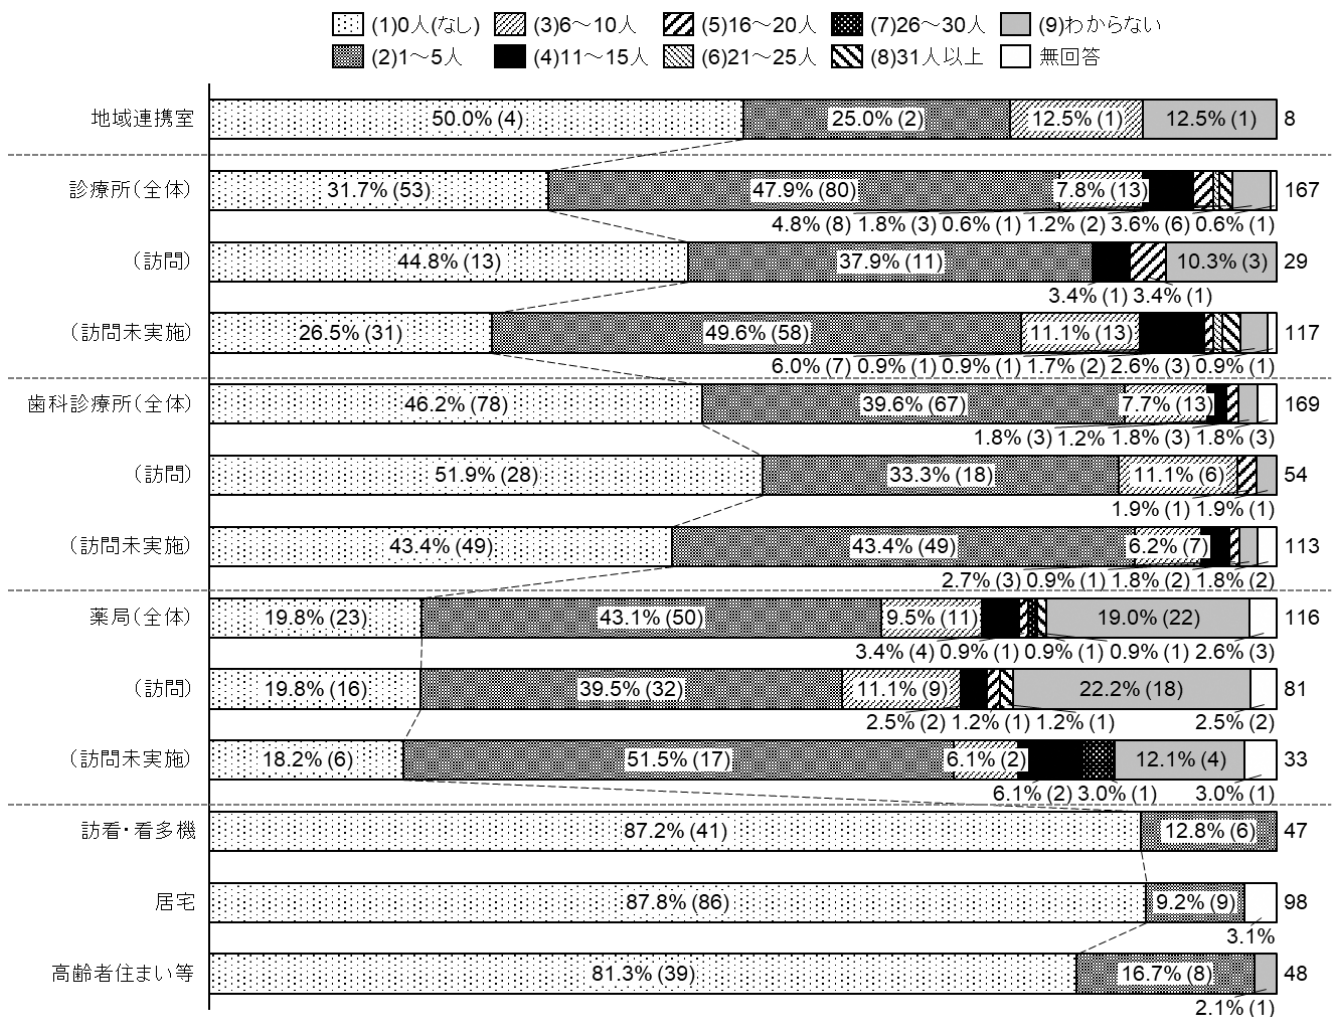 (1)0人(なし) (3)6～10人 (5)16～20人 (7)26～30人 (9)わからない
(2)1～5人 (4)11～15人 (6)21～25人 (8)31人以上 無回答
地域連携室 50.0% (4) 25.0% (2) 12.5% (1) 12.5% (1) 8
診療所(全体) 31.7% (53) 47.9% (80) 7.8% (13) 167
4.8% (8) 1.8% (3) 0.6% (1) 1.2% (2) 3.6% (6) 0.6% (1)
(訪問) 44.8% (13) 37.9% (11) 10.3% (3) 29
3.4% (1) 3.4% (1)
(訪問未実施) 26.5% (31) 49.6% (58) 11.1% (13) 117
6.0% (7) 0.9% (1) 0.9% (1) 1.7% (2) 2.6% (3) 0.9% (1)
歯科診療所(全体) 46.2% (78) 39.6% (67) 7.7% (13) 169
1.8% (3) 1.2% 1.8% (3) 1.8% (3)
(訪問) 51.9% (28) 33.3% (18) 11.1% (6) 54
1.9% (1) 1.9% (1)
(訪問未実施) 43.4% (49) 43.4% (49) 6.2% (7) 113
2.7% (3) 0.9% (1) 1.8% (2) 1.8% (2)
薬局(全体) 19.8% (23) 43.1% (50) 9.5% (11) 19.0% (22) 116
3.4% (4) 0.9% (1) 0.9% (1) 0.9% (1) 2.6% (3)
(訪問) 19.8% (16) 39.5% (32) 11.1% (9) 22.2% (18) 81
2.5% (2) 1.2% (1) 1.2% (1) 2.5% (2)
(訪問未実施) 18.2% (6) 51.5% (17) 6.1% (2) 12.1% (4) 33
6.1% (2) 3.0% (1) 3.0% (1)
訪看・看多機 87.2% (41) 12.8% (6) 47
居宅 87.8% (86) 9.2% (9) 98
3.1%
高齢者住まい等 81.3% (39) 16.7% (8) 48
2.1% (1)